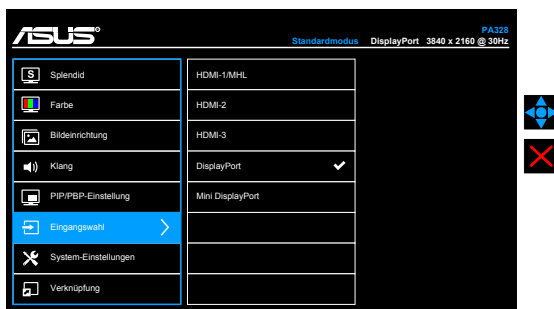 ASUS
PA328
Standardmodus DisplayPort 3840 x 2160 @ 30Hz
S Splendid
Farbe
Bildeinrichtung
Klang
PIP/PBP-Einstellung
Eingangswahl
System-Einstellungen
Verknüpfung
HDMI-1/MHL
HDMI-2
HDMI-3
DisplayPort
Mini DisplayPort